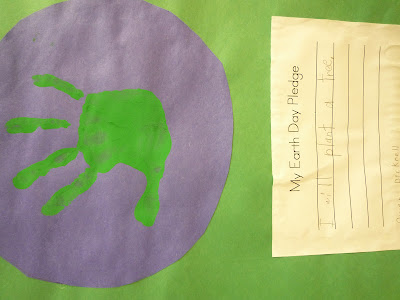 My Earth Day Pledge
I will plant a tree.